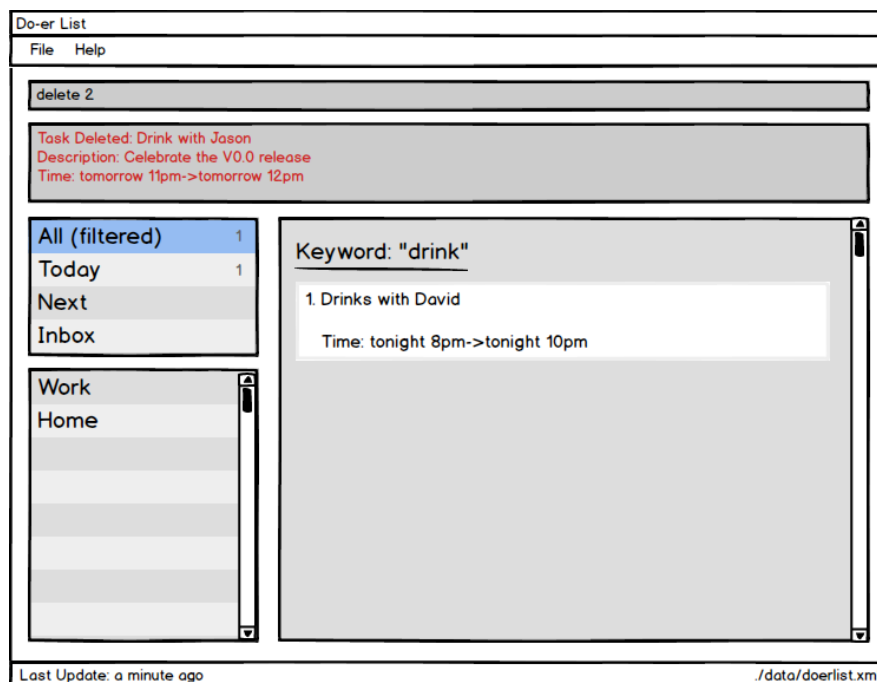 Do-er List
File Help
delete 2
Task Deleted: Drink with Jason
Description: Celebrate the V0.0 release
Time: tomorrow 11pm->tomorrow 12pm
All (filtered) 1
Today 1
Next
Inbox
Work
Home
Keyword: "drink"
1. Drinks with David
Time: tonight 8pm->tonight 10pm
Last Update: a minute ago
./data/doerlist.xm